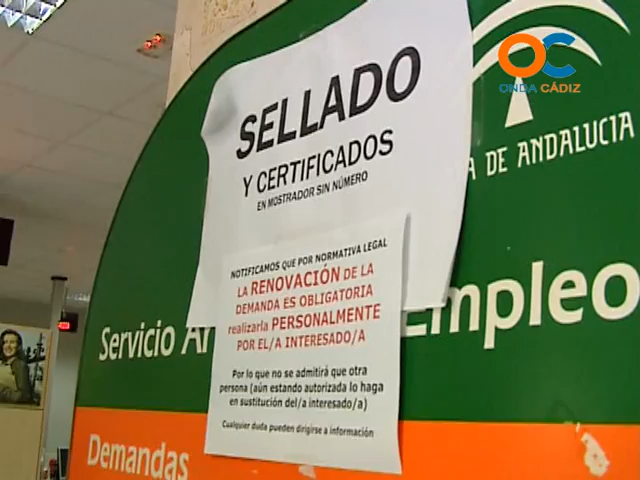 OC
ONDA CÁDIZ
SELLADO
Y CERTIFICADOS
EN MOSTRADOR SIN NÚMERO
A DE ANDALUCIA
NOTIFICAMOS QUE POR NORMATIVA LEGAL
LA RENOVACIÓN DE LA
DEMANDA ES OBLIGATORIA
realizarla PERSONALMENTE
POR EL/A INTERESADO/A
Por lo que no se admitirá que otra
persona (aún estando autorizada lo haga
en sustitución del/a interesado/a)
Cualquier duda pueden dirigirse a información
Servicio A Empleo
Demandas